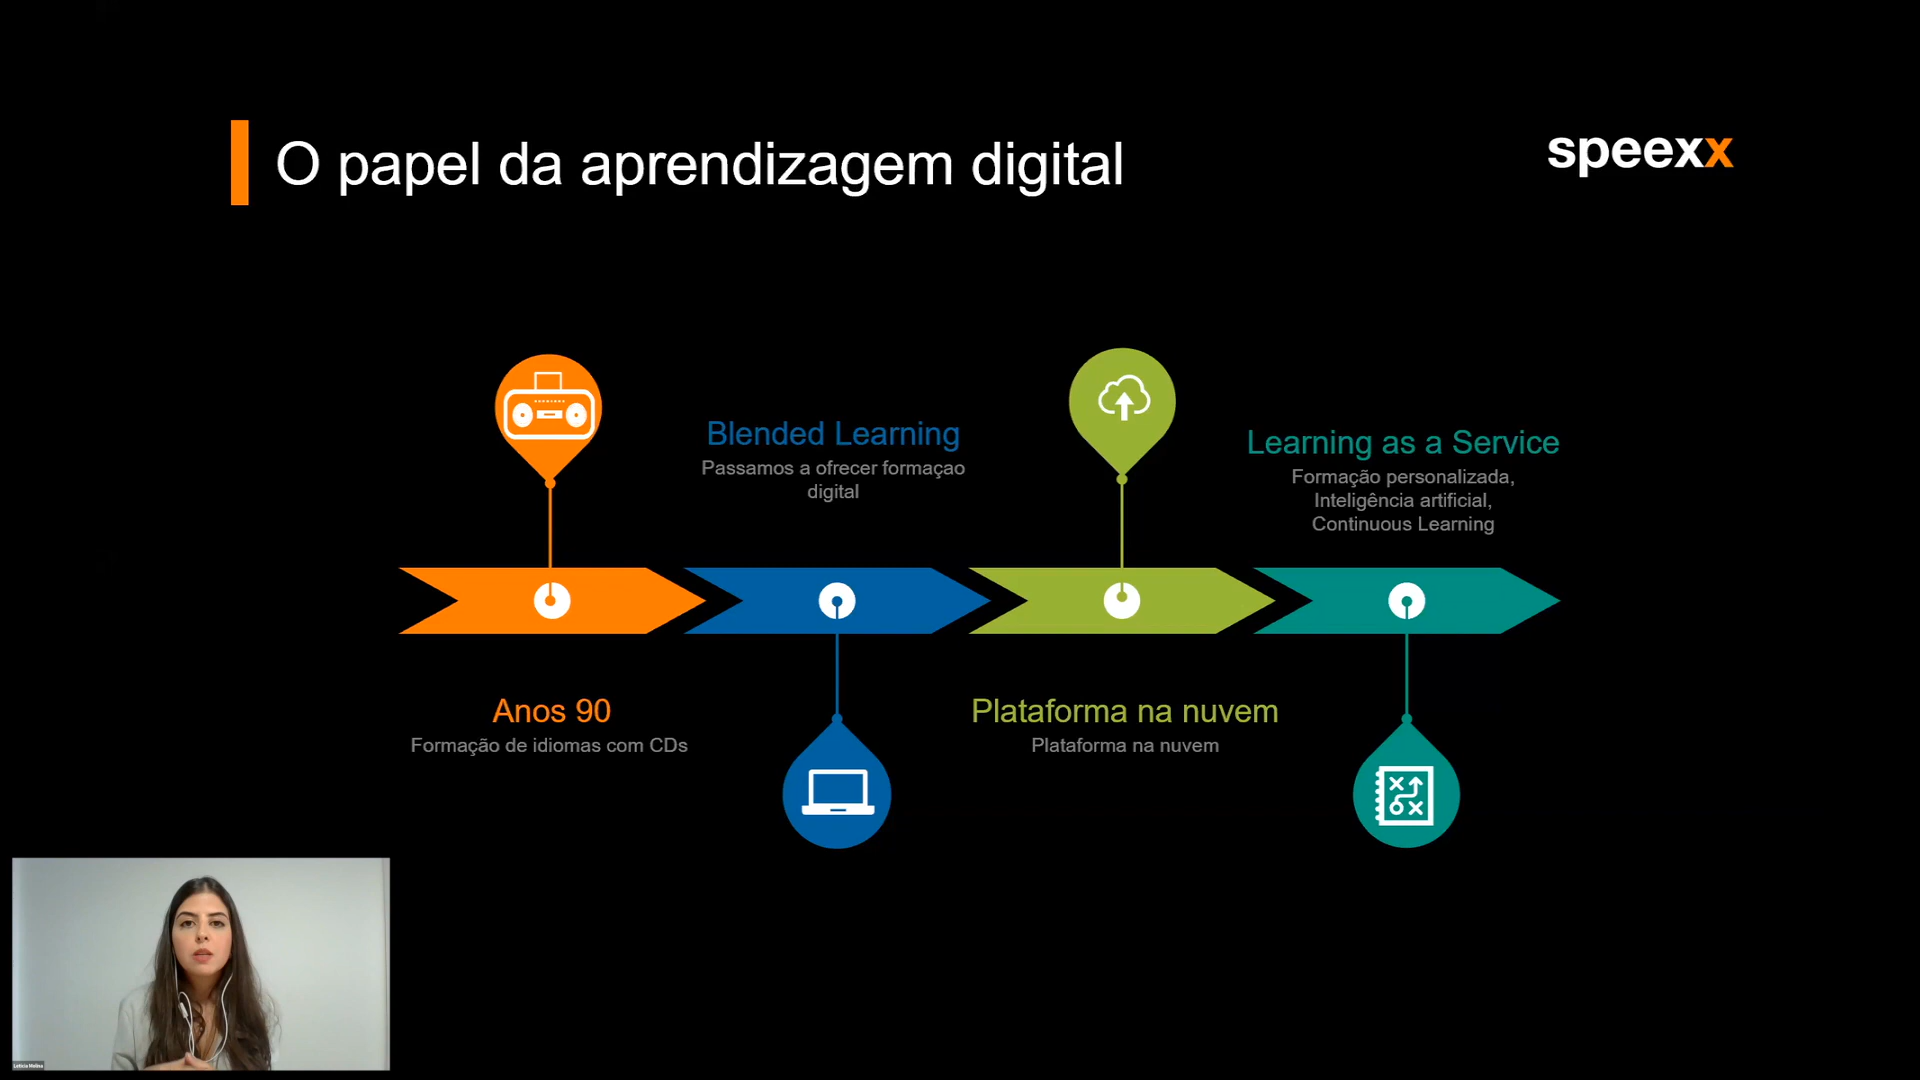 O papel da aprendizagem digital
speexx
Blended Learning
Passamos a ofrecer formaçao
digital
Learning as a Service
Formação personalizada,
Inteligência artificial,
Continuous Learning
Anos 90
Formação de idiomas com CDs
Plataforma na nuvem
Plataforma na nuvem